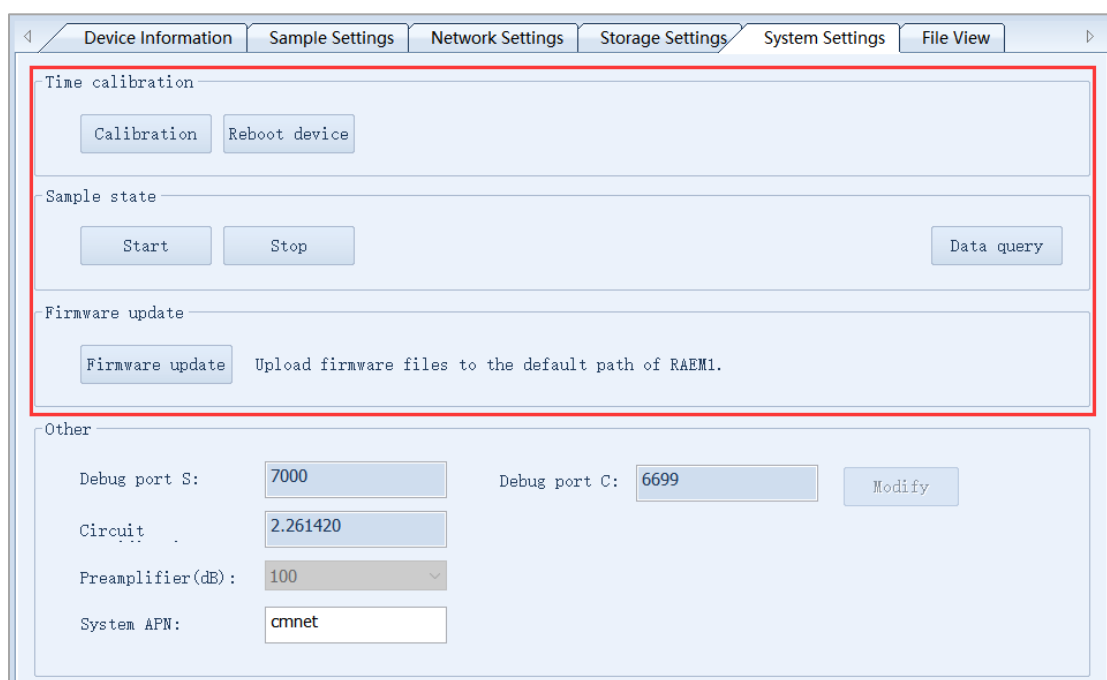 Device Information Sample Settings Network Settings Storage Settings System Settings File View
Time calibration
Calibration Reboot device
Sample state
Start Stop Data query
Firmware update
Firmware update Upload firmware files to the default path of RAEM1.
Other
Debug port S: 7000 Debug port C: 6699 Modify
Circuit 2.261420
Preamplifier(dB): 100
System APN: cmnet